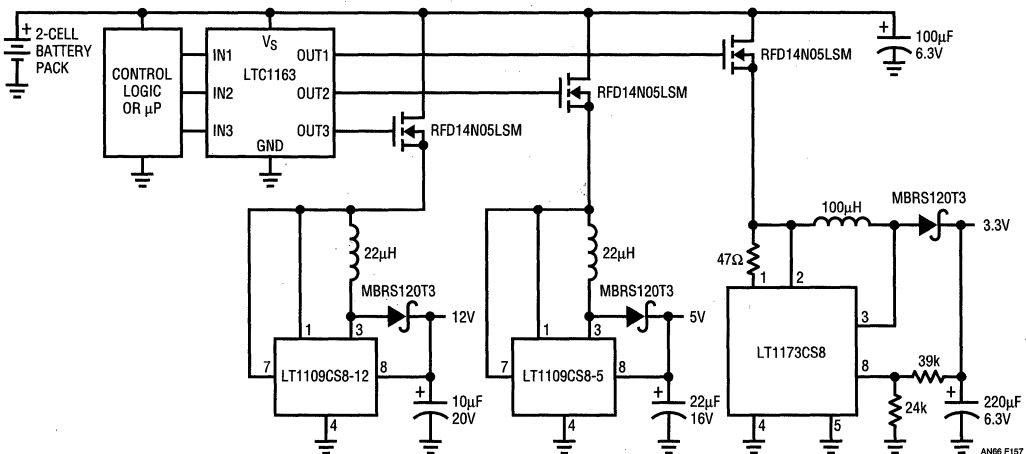 +
2-CELL
BATTERY
PACK
CONTROL
LOGIC
OR µP
IN1
IN2
IN3
VS
LTC1163
GND
OUT1
OUT2
OUT3
RFD14N05LSM
RFD14N05LSM
RFD14N05LSM
+
100µF
6.3V
22µH
MBRS120T3
12V
1
3
7
LT1109CS8-12
8
4
+
10µF
20V
22µH
MBRS120T3
5V
1
3
7
LT1109CS8-5
8
4
+
22µF
16V
100µH
MBRS120T3
3.3V
47Ω
1
2
3
LT1173CS8
8
39k
24k
4
5
+
220µF
6.3V
AN66 F157